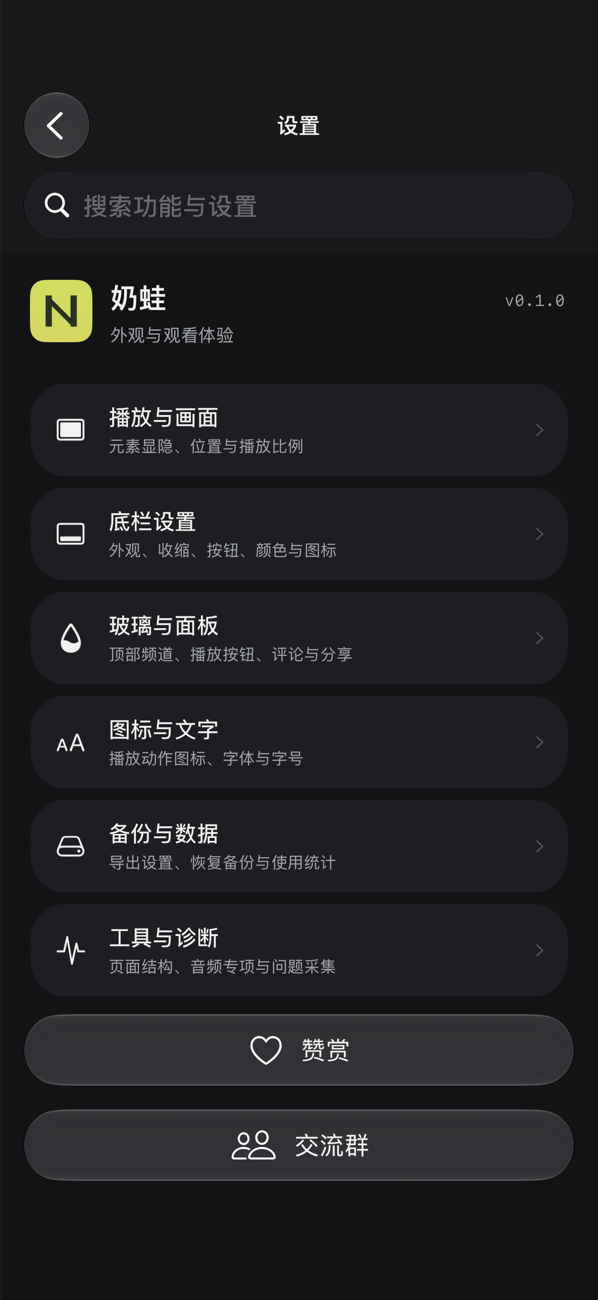 设置
搜索功能与设置
N
奶蛙
v0.1.0
外观与观看体验
播放与画面
元素显隐、位置与播放比例
底栏设置
外观、收缩、按钮、颜色与图标
玻璃与面板
顶部频道、播放按钮、评论与分享
AA
图标与文字
播放动作图标、字体与字号
备份与数据
导出设置、恢复备份与使用统计
工具与诊断
页面结构、音频专项与问题采集
赞赏
交流群